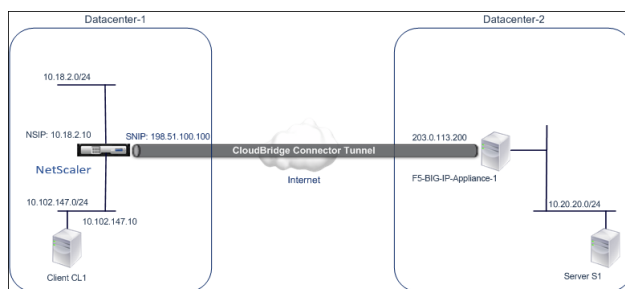 Datacenter-1
Datacenter-2
10.18.2.0/24
NSIP: 10.18.2.10
SNIP: 198.51.100.100
203.0.113.200
CloudBridge Connector Tunnel
NetScaler
Internet
F5-BIG-IP-Appliance-1
10.102.147.0/24
10.20.20.0/24
10.102.147.10
Client CL1
Server S1